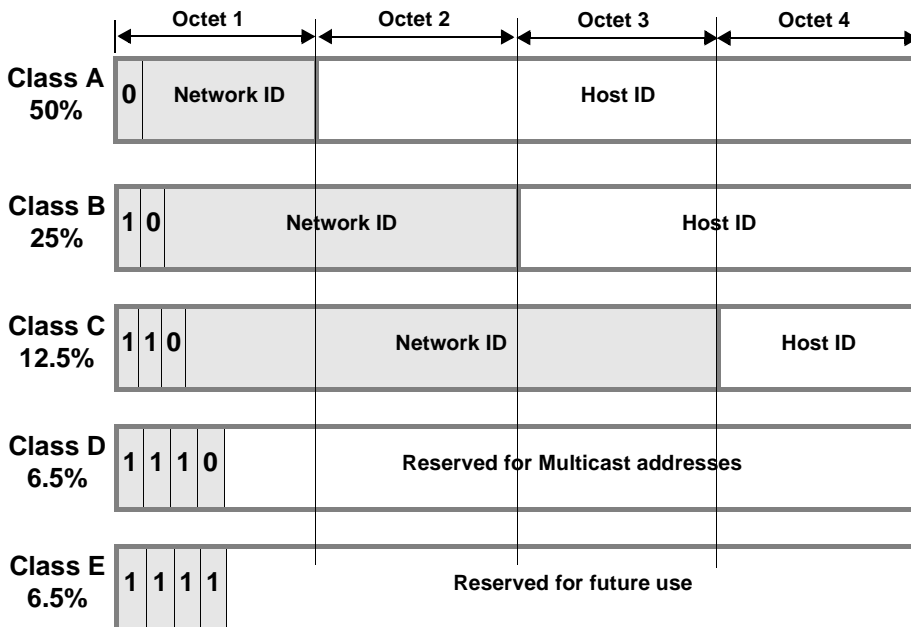 Octet 1 Octet 2 Octet 3 Octet 4
Class A
50%
0 Network ID Host ID
Class B
25%
1 0 Network ID Host ID
Class C
12.5%
1 1 0 Network ID Host ID
Class D
6.5%
1 1 1 0 Reserved for Multicast addresses
Class E
6.5%
1 1 1 1 Reserved for future use